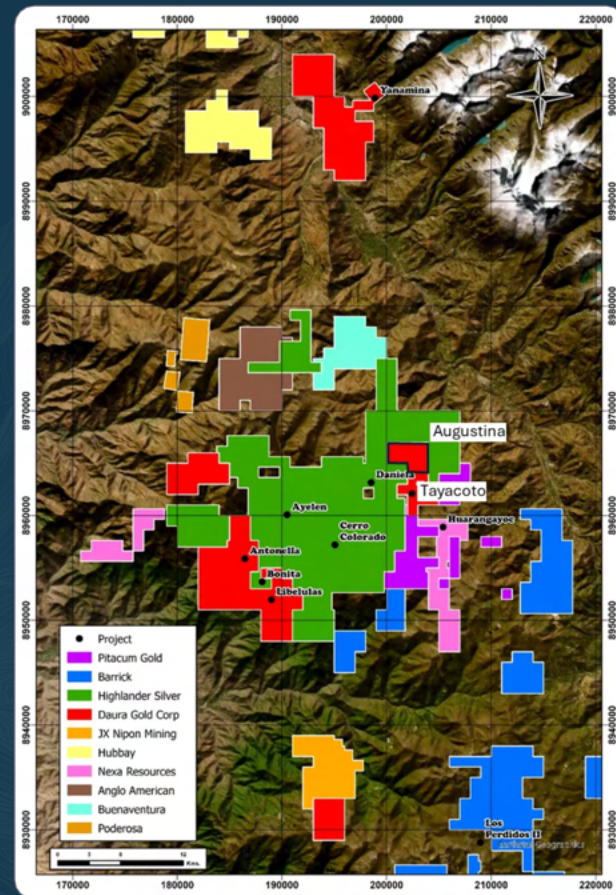 170000 180000 190000 200000 210000 220000
N
9000000
8990000
8980000
8970000
8960000
8950000
8940000
8930000
9000000
8990000
8980000
8970000
8960000
8950000
8940000
8930000
Yanamina
Augustina
Daniela
Tayacoto
Ayelen
Huarangayoc
Cerro
Colorado
Antonella
Bonita
Libelulas
Los
Perdidos II
Project
Pitacum Gold
Barrick
Highlander Silver
Daura Gold Corp
JX Nipon Mining
Hubbay
Nexa Resources
Anglo American
Buenaventura
Poderosa
Kms.
170000 180000 190000 200000 210000 220000